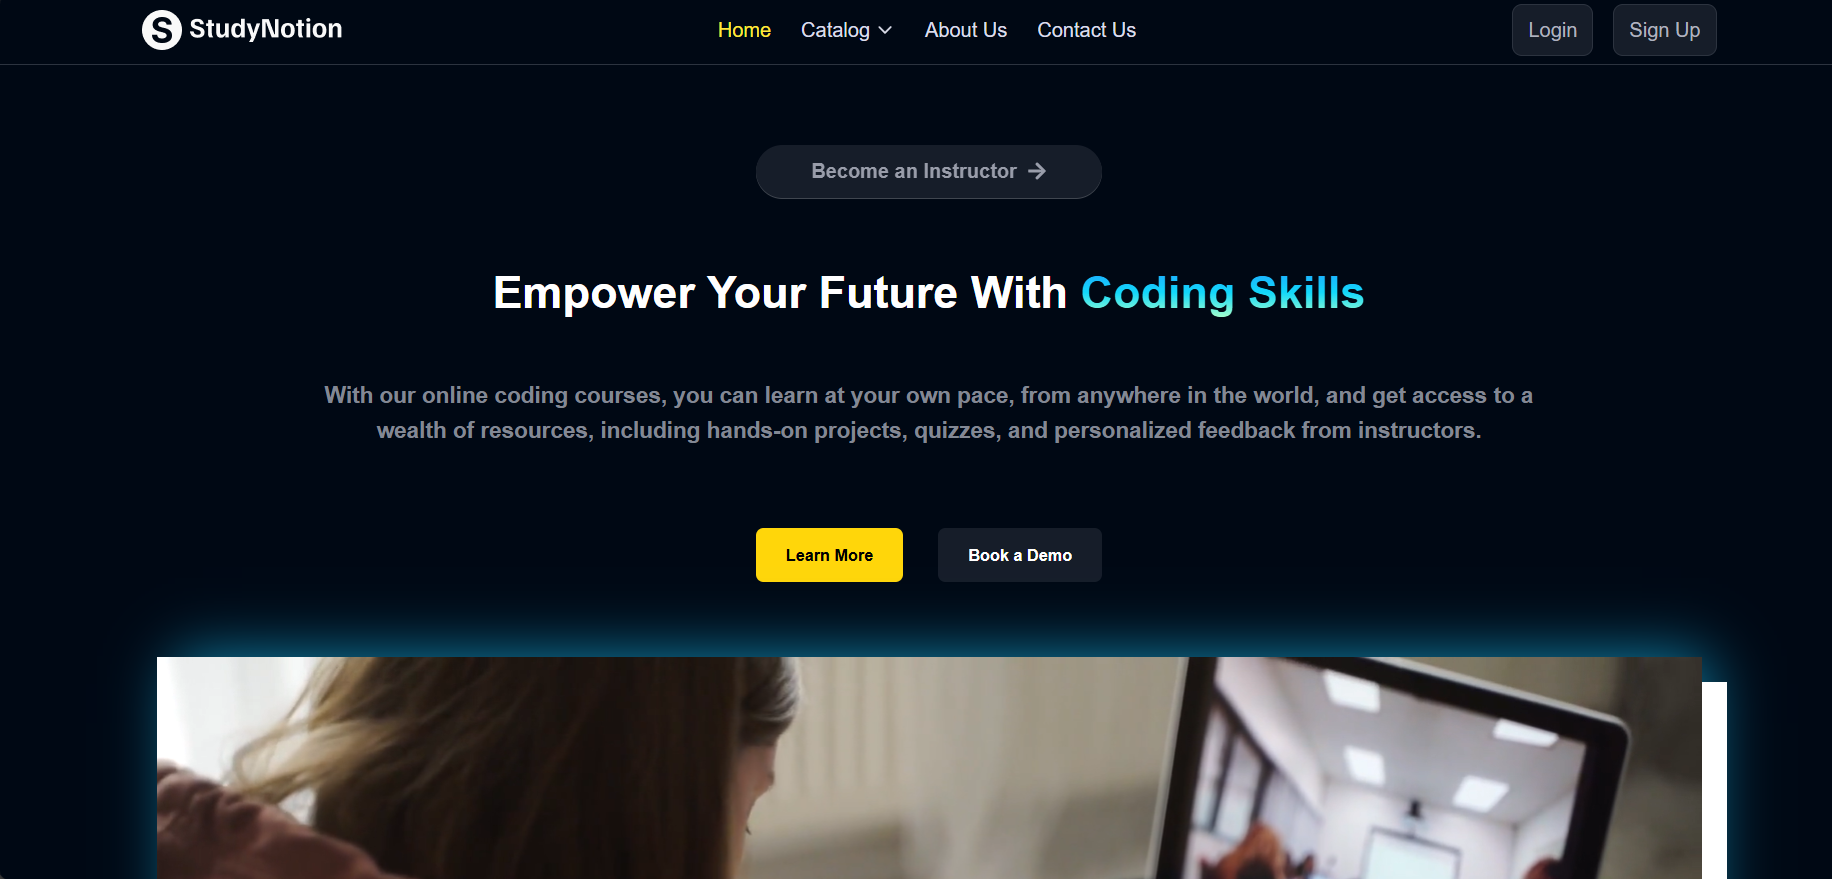 S StudyNotion
Home Catalog About Us Contact Us
Login Sign Up
Become an Instructor
Empower Your Future With Coding Skills
With our online coding courses, you can learn at your own pace, from anywhere in the world, and get access to a
wealth of resources, including hands-on projects, quizzes, and personalized feedback from instructors.
Learn More Book a Demo